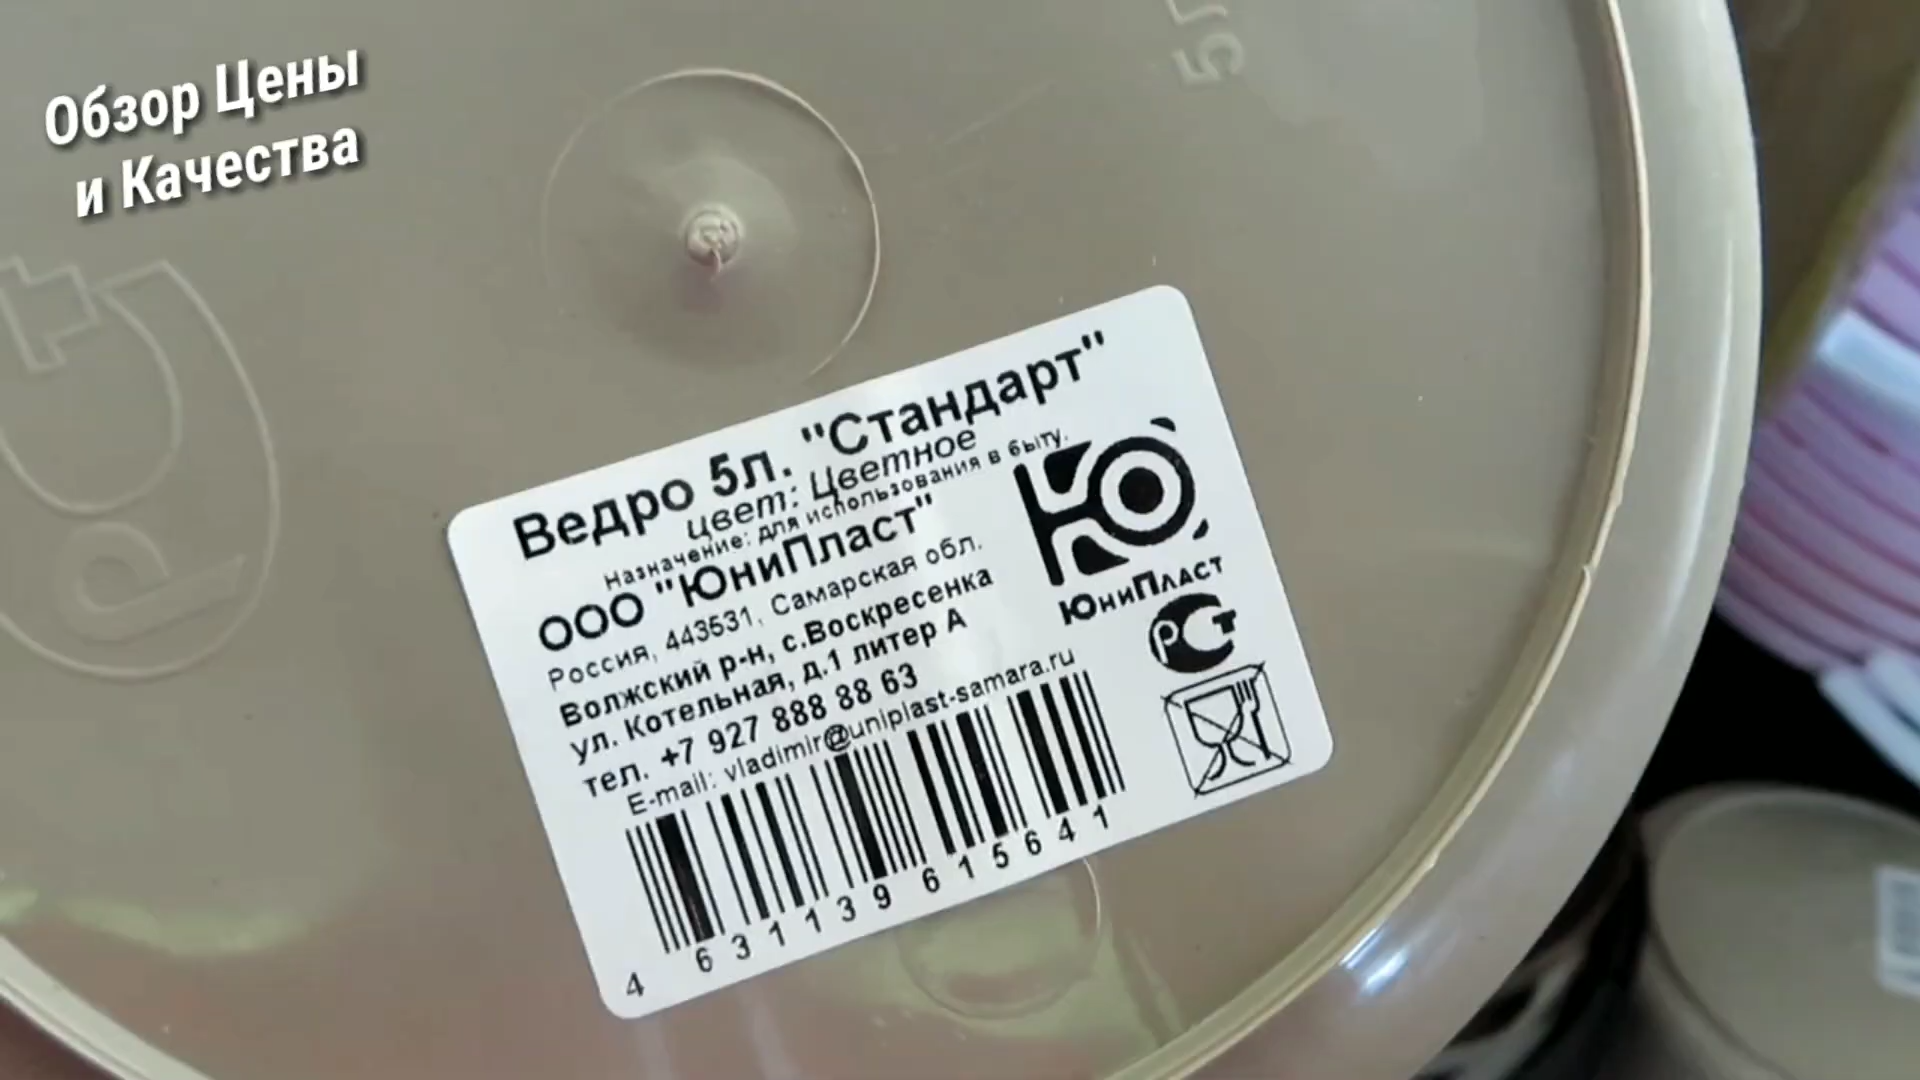 Обзор Цены
и Качества
5л
Ведро 5л. "Стандарт"
цвет: Цветное
Назначение: для использования в быту.
ООО "ЮниПласт"
Россия, 443531, Самарская обл.
Волжский р-н, с.Воскресенка
ул. Котельная, д.1 литер А
тел. +7 927 888 88 63
E-mail: vladimir@uniplast-samara.ru
ЮниПласт
РСТ
4 631139 615641
РСТ